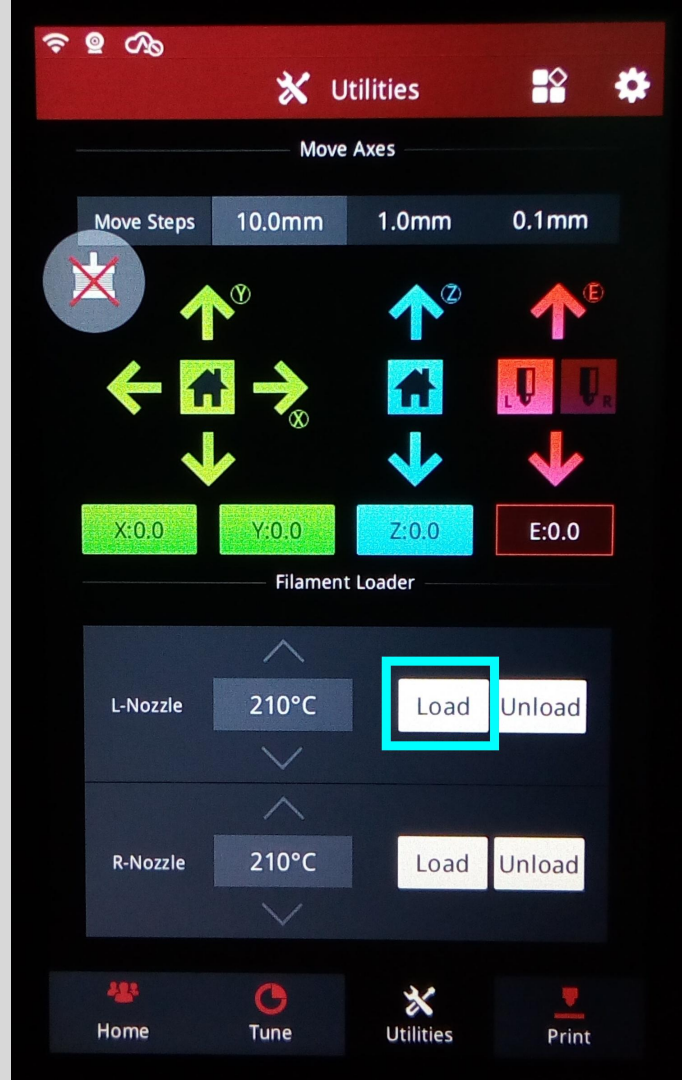 Utilities
Move Axes
Move Steps 10.0mm 1.0mm 0.1mm
Y Z E
L R
X
X:0.0 Y:0.0 Z:0.0 E:0.0
Filament Loader
L-Nozzle 210°C Load Unload
R-Nozzle 210°C Load Unload
Home Tune Utilities Print